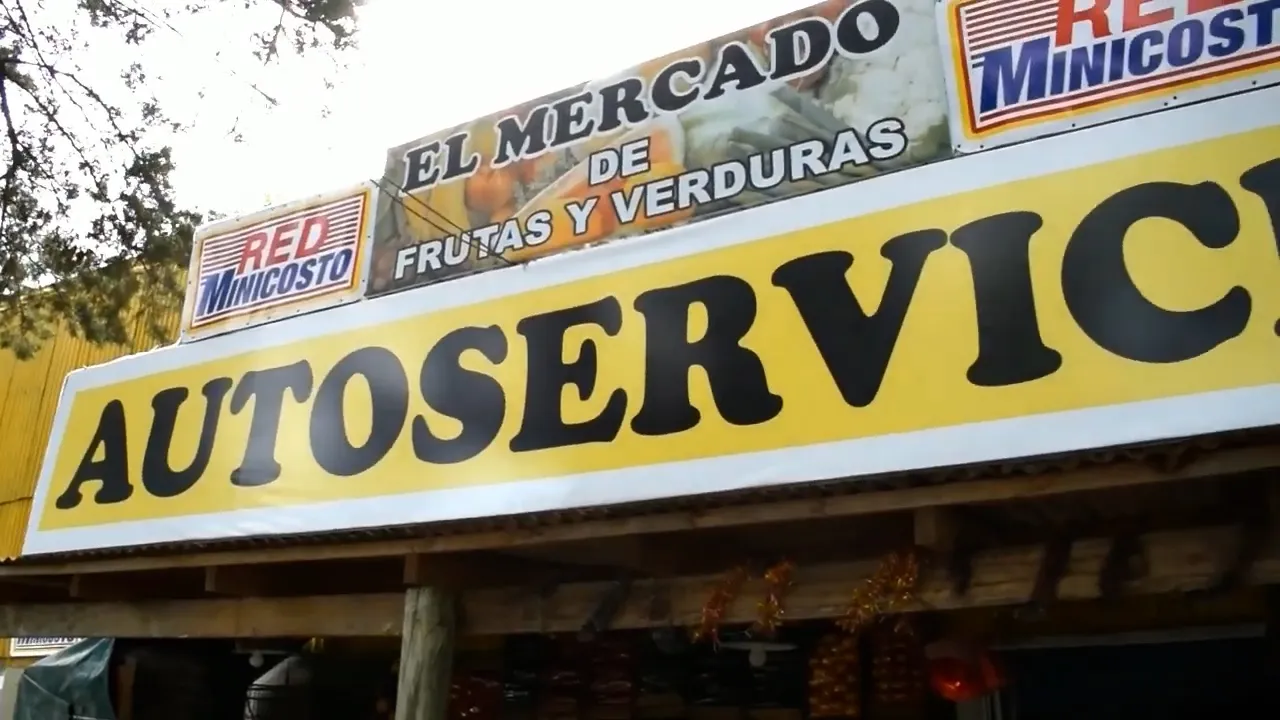 EL MERCADO
DE
FRUTAS Y VERDURAS
RED
MINICOSTO
RED
MINICOST
AUTOSERVIC